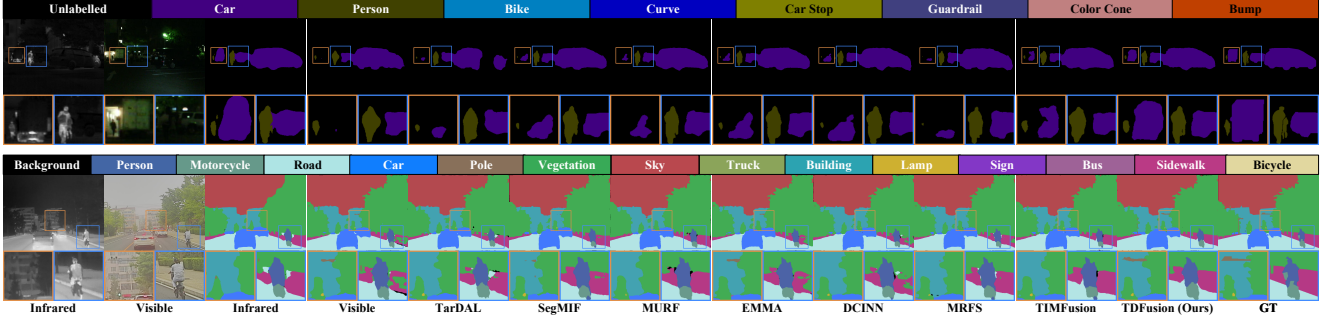 Unlabelled Car Person Bike Curve Car Stop Guardrail Color Cone Bump
Background Person Motorcycle Road Car Pole Vegetation Sky Truck Building Lamp Sign Bus Sidewalk Bicycle
Infrared Visible Infrared Visible TarDAL SegMIF MURF EMMA DCINN MRFS TIMFusion TDFusion (Ours) GT